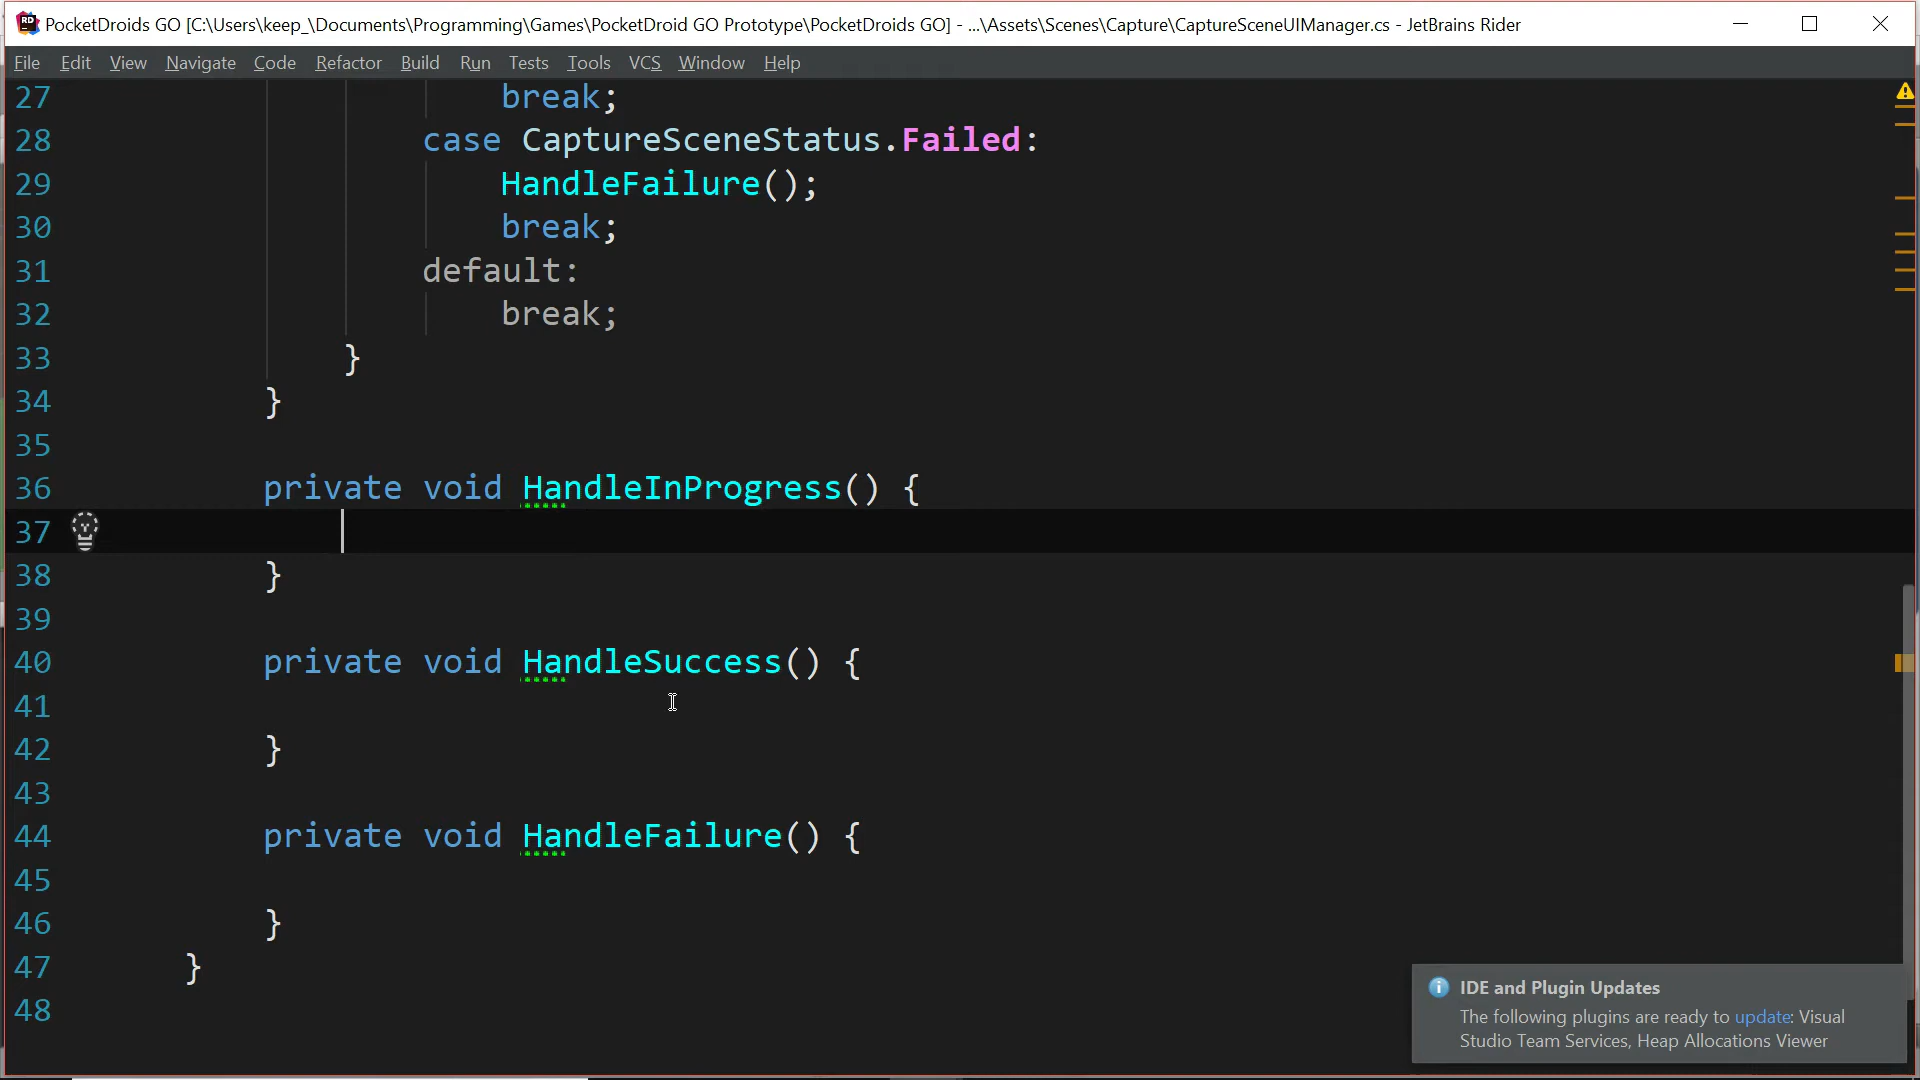 PocketDroids GO [C:\Users\keep_\Documents\Programming\Games\PocketDroid GO Prototype\PocketDroids GO] - ...\Assets\Scenes\Capture\CaptureSceneUIManager.cs - JetBrains Rider
File Edit View Navigate Code Refactor Build Run Tests Tools VCS Window Help
27 break;
28 case CaptureSceneStatus.Failed:
29 HandleFailure();
30 break;
31 default:
32 break;
33 }
34 }
35
36 private void HandleInProgress() {
37
38 }
39
40 private void HandleSuccess() {
41
42 }
43
44 private void HandleFailure() {
45
46 }
47 }
48
IDE and Plugin Updates
The following plugins are ready to update: Visual
Studio Team Services, Heap Allocations Viewer